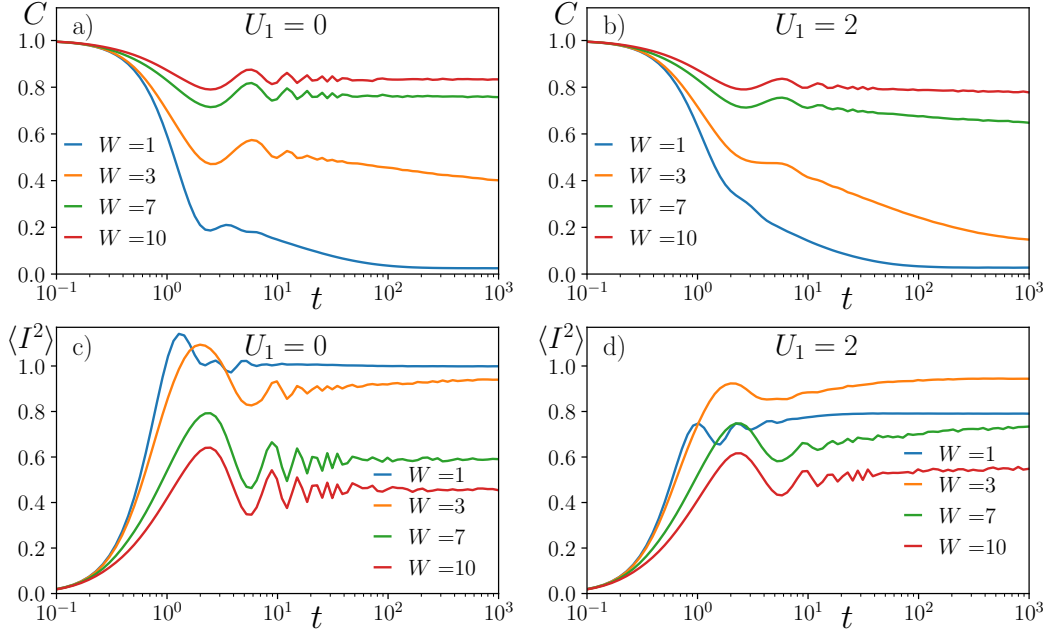 C a) U₁ = 0
1.0
0.8
0.6
0.4
0.2
0.0
W =1
W =3
W =7
W =10
10⁻¹ 10⁰ 10¹ t 10² 10³
C b) U₁ = 2
1.0
0.8
0.6
0.4
0.2
0.0
W =1
W =3
W =7
W =10
10⁻¹ 10⁰ 10¹ t 10² 10³
⟨I²⟩ c) U₁ = 0
1.0
0.8
0.6
0.4
0.2
0.0
W =1
W =3
W =7
W =10
10⁻¹ 10⁰ 10¹ t 10² 10³
⟨I²⟩ d) U₁ = 2
1.0
0.8
0.6
0.4
0.2
0.0
W =1
W =3
W =7
W =10
10⁻¹ 10⁰ 10¹ t 10² 10³